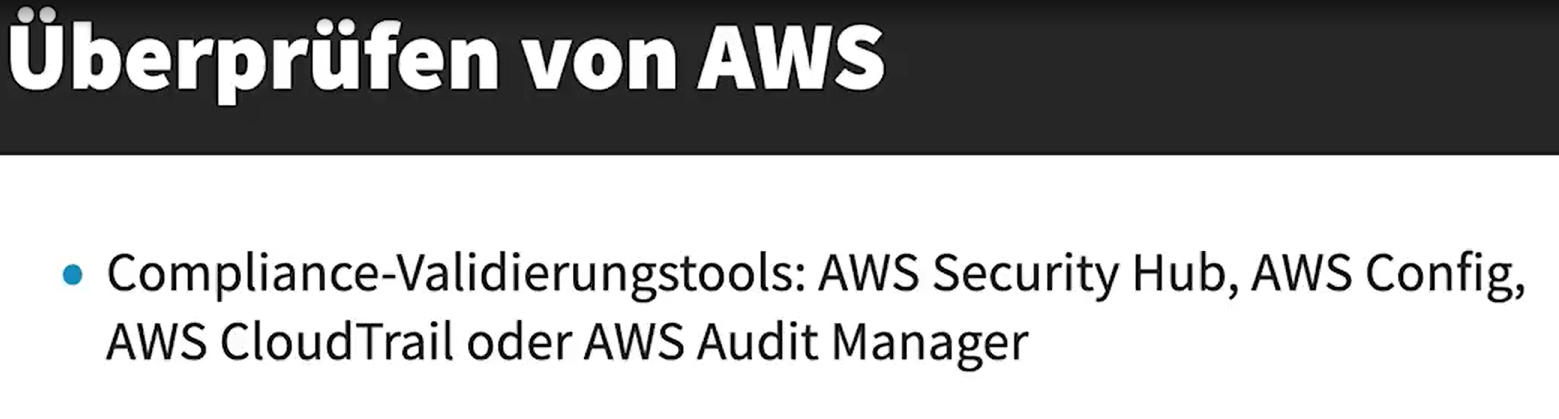 Überprüfen von AWS
• Compliance-Validierungstools: AWS Security Hub, AWS Config,
AWS CloudTrail oder AWS Audit Manager